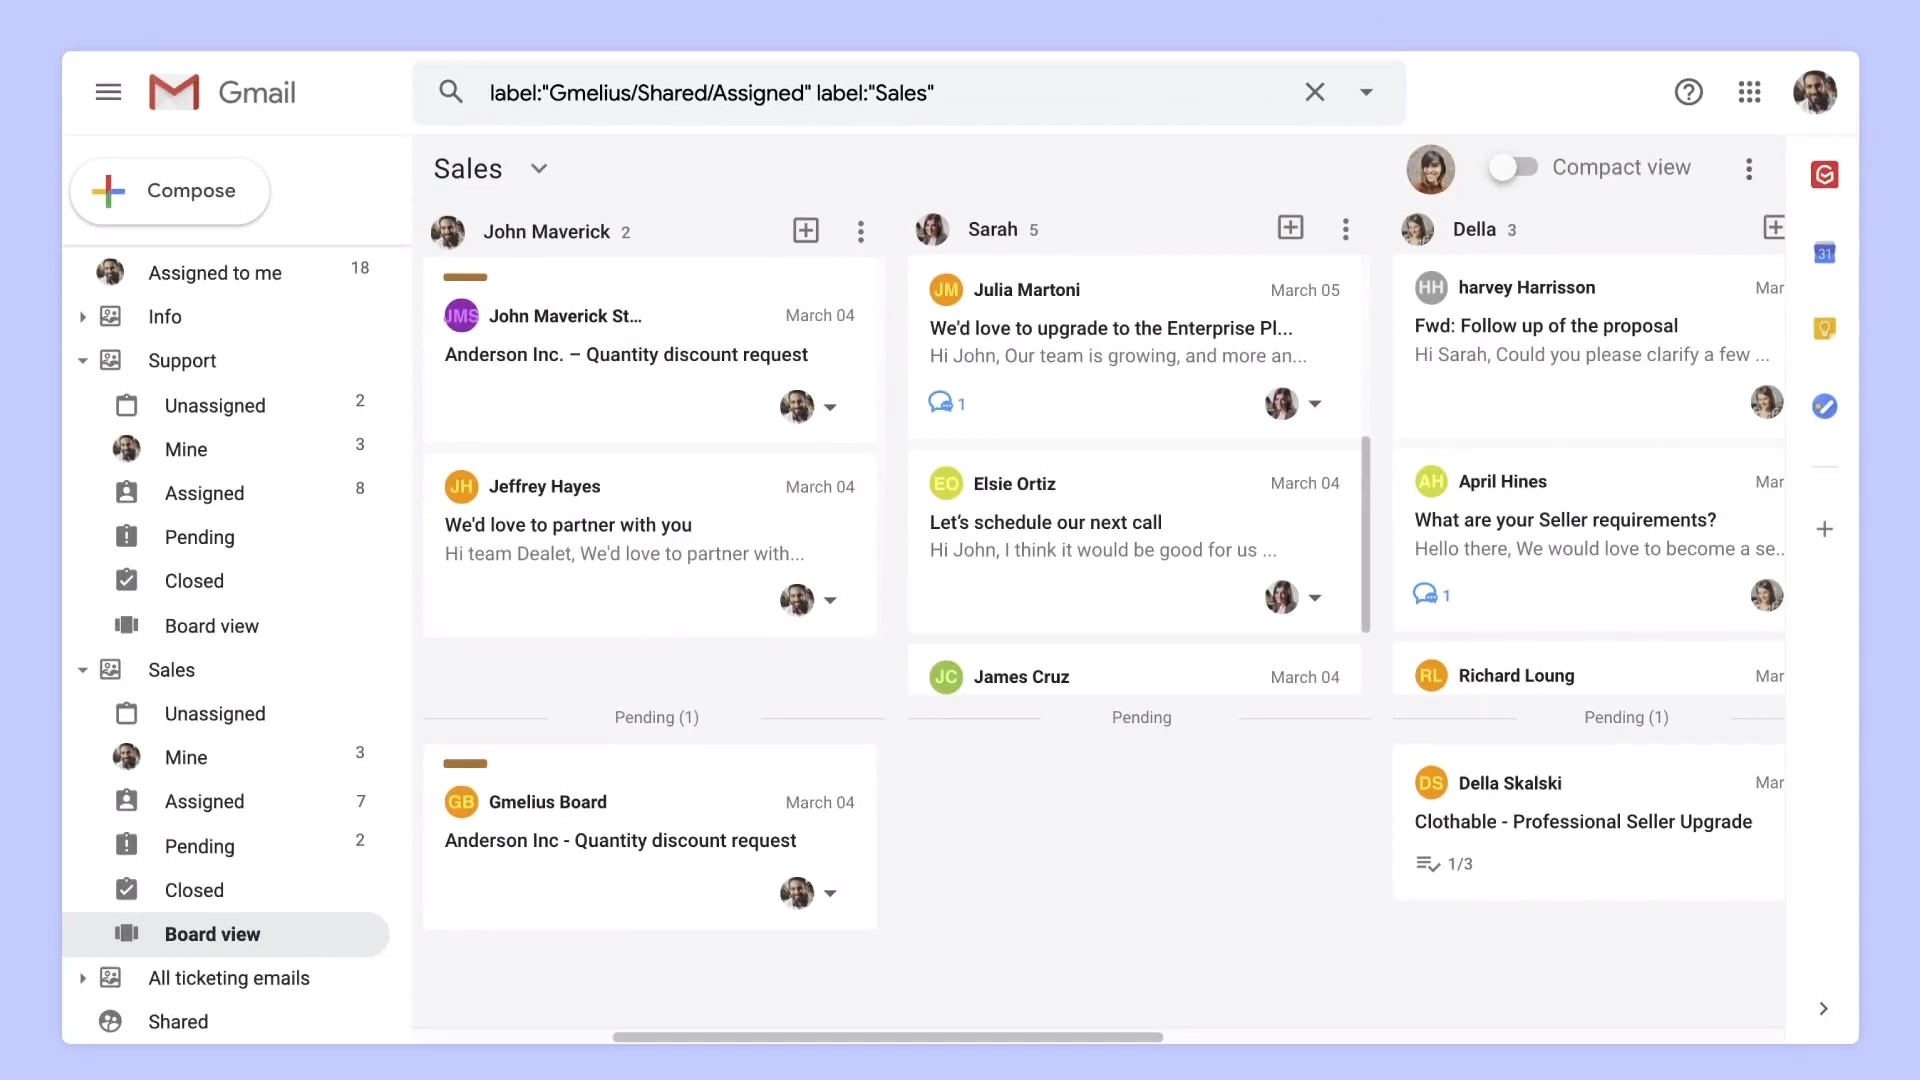 Gmail
label:"Gmelius/Shared/Assigned" label:"Sales"
Compose
Assigned to me 18
Info
Support
Unassigned 2
Mine 3
Assigned 8
Pending
Closed
Board view
Sales
Unassigned
Mine 3
Assigned 7
Pending 2
Closed
Board view
All ticketing emails
Shared
Sales
Compact view
John Maverick 2
JMS John Maverick St... March 04
Anderson Inc. – Quantity discount request
JH Jeffrey Hayes March 04
We'd love to partner with you
Hi team Dealet, We'd love to partner with...
Pending (1)
GB Gmelius Board March 04
Anderson Inc - Quantity discount request
Sarah 5
JM Julia Martoni March 05
We'd love to upgrade to the Enterprise Pl...
Hi John, Our team is growing, and more an...
1
EO Elsie Ortiz March 04
Let’s schedule our next call
Hi John, I think it would be good for us ...
JC James Cruz March 04
Pending
Della 3
HH harvey Harrisson Mar
Fwd: Follow up of the proposal
Hi Sarah, Could you please clarify a few ...
AH April Hines Mar
What are your Seller requirements?
Hello there, We would love to become a se..
1
RL Richard Loung Mar
Pending (1)
DS Della Skalski Mar
Clothable - Professional Seller Upgrade
1/3
31